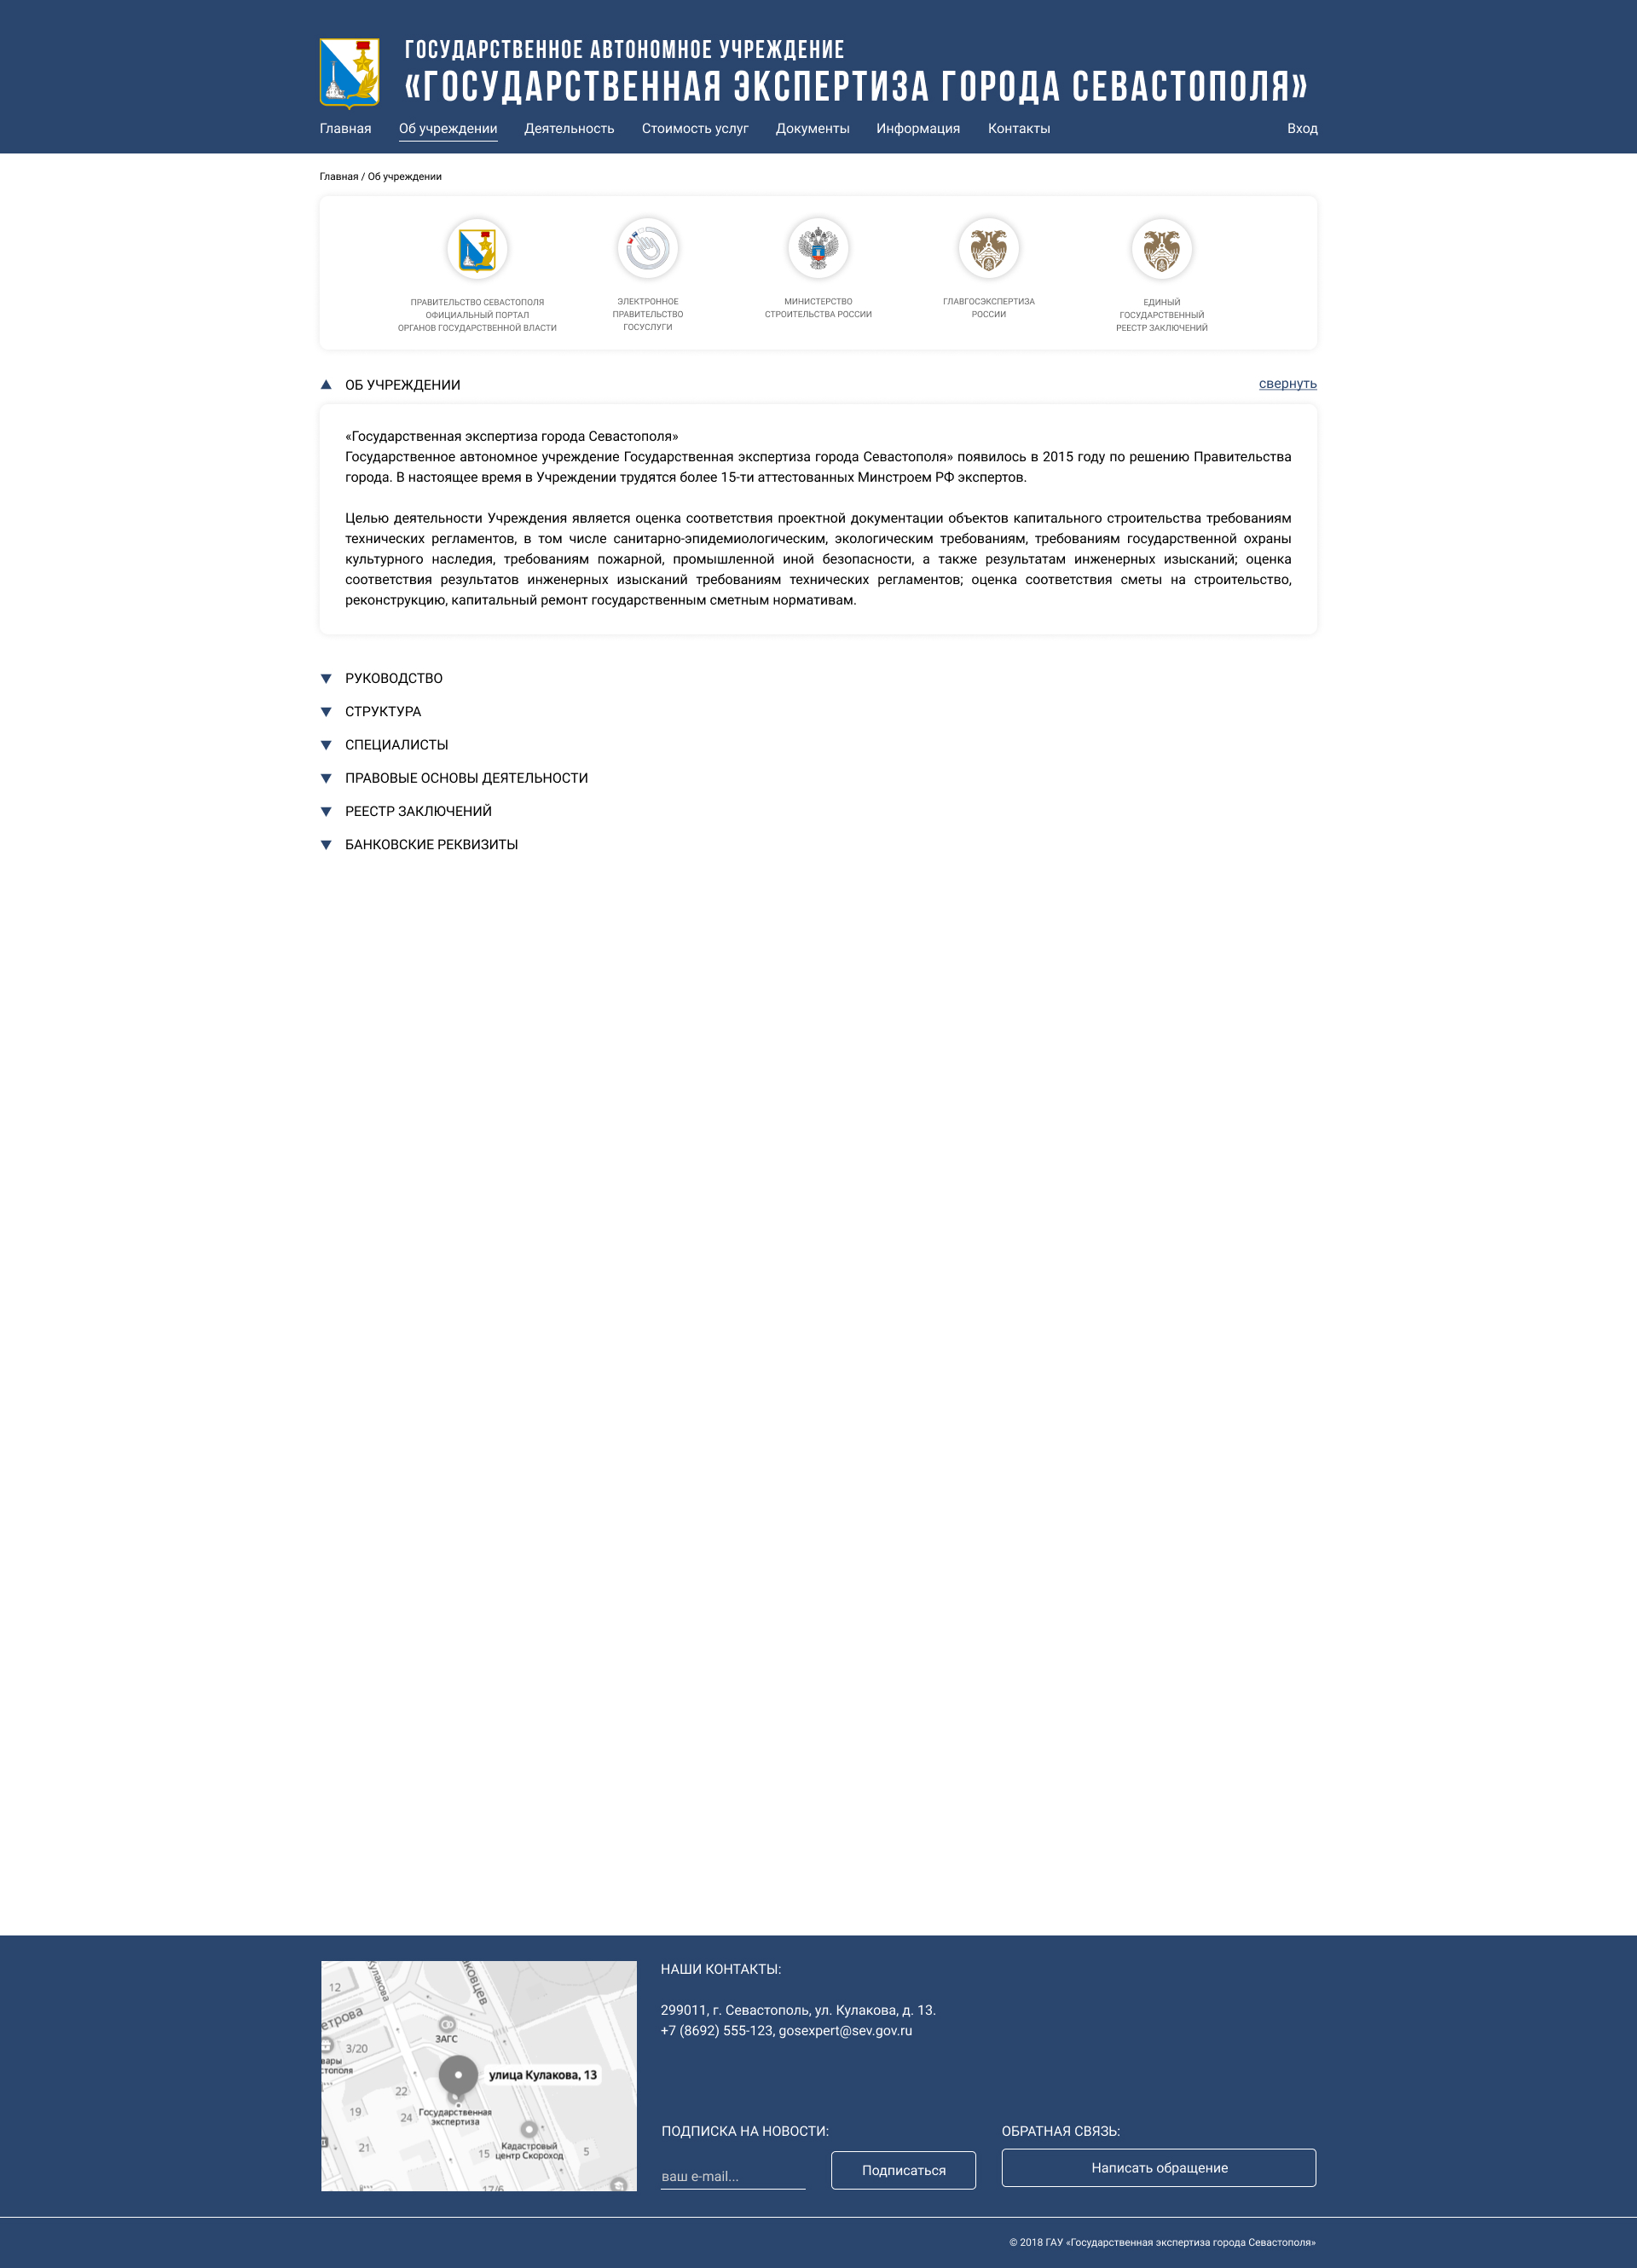 ГОСУДАРСТВЕННОЕ АВТОНОМНОЕ УЧРЕЖДЕНИЕ
«ГОСУДАРСТВЕННАЯ ЭКСПЕРТИЗА ГОРОДА СЕВАСТОПОЛЯ»
Главная Об учреждении Деятельность Стоимость услуг Документы Информация Контакты Вход
Главная / Об учреждении
ПРАВИТЕЛЬСТВО СЕВАСТОПОЛЯ
ОФИЦИАЛЬНЫЙ ПОРТАЛ
ОРГАНОВ ГОСУДАРСТВЕННОЙ ВЛАСТИ
ЭЛЕКТРОННОЕ
ПРАВИТЕЛЬСТВО
ГОСУСЛУГИ
МИНИСТЕРСТВО
СТРОИТЕЛЬСТВА РОССИИ
ГЛАВГОСЭКСПЕРТИЗА
РОССИИ
ЕДИНЫЙ
ГОСУДАРСТВЕННЫЙ
РЕЕСТР ЗАКЛЮЧЕНИЙ
ОБ УЧРЕЖДЕНИИ
свернуть
«Государственная экспертиза города Севастополя»
Государственное автономное учреждение Государственная экспертиза города Севастополя» появилось в 2015 году по решению Правительства
города. В настоящее время в Учреждении трудятся более 15-ти аттестованных Минстроем РФ экспертов.
Целью деятельности Учреждения является оценка соответствия проектной документации объектов капитального строительства требованиям
технических регламентов, в том числе санитарно-эпидемиологическим, экологическим требованиям, требованиям государственной охраны
культурного наследия, требованиям пожарной, промышленной иной безопасности, а также результатам инженерных изысканий; оценка
соответствия результатов инженерных изысканий требованиям технических регламентов; оценка соответствия сметы на строительство,
реконструкцию, капитальный ремонт государственным сметным нормативам.
РУКОВОДСТВО
СТРУКТУРА
СПЕЦИАЛИСТЫ
ПРАВОВЫЕ ОСНОВЫ ДЕЯТЕЛЬНОСТИ
РЕЕСТР ЗАКЛЮЧЕНИЙ
БАНКОВСКИЕ РЕКВИЗИТЫ
12
Кулакова
аковцев
етрова
ЗАГС
3/20
вары
стополя
улица Кулакова, 13
22
19
24
Государственная
экспертиза
21
15
Кадастровый
центр Скороход
5
17/6
НАШИ КОНТАКТЫ:
299011, г. Севастополь, ул. Кулакова, д. 13.
+7 (8692) 555-123, gosexpert@sev.gov.ru
ПОДПИСКА НА НОВОСТИ:
ваш e-mail...
Подписаться
ОБРАТНАЯ СВЯЗЬ:
Написать обращение
© 2018 ГАУ «Государственная экспертиза города Севастополя»